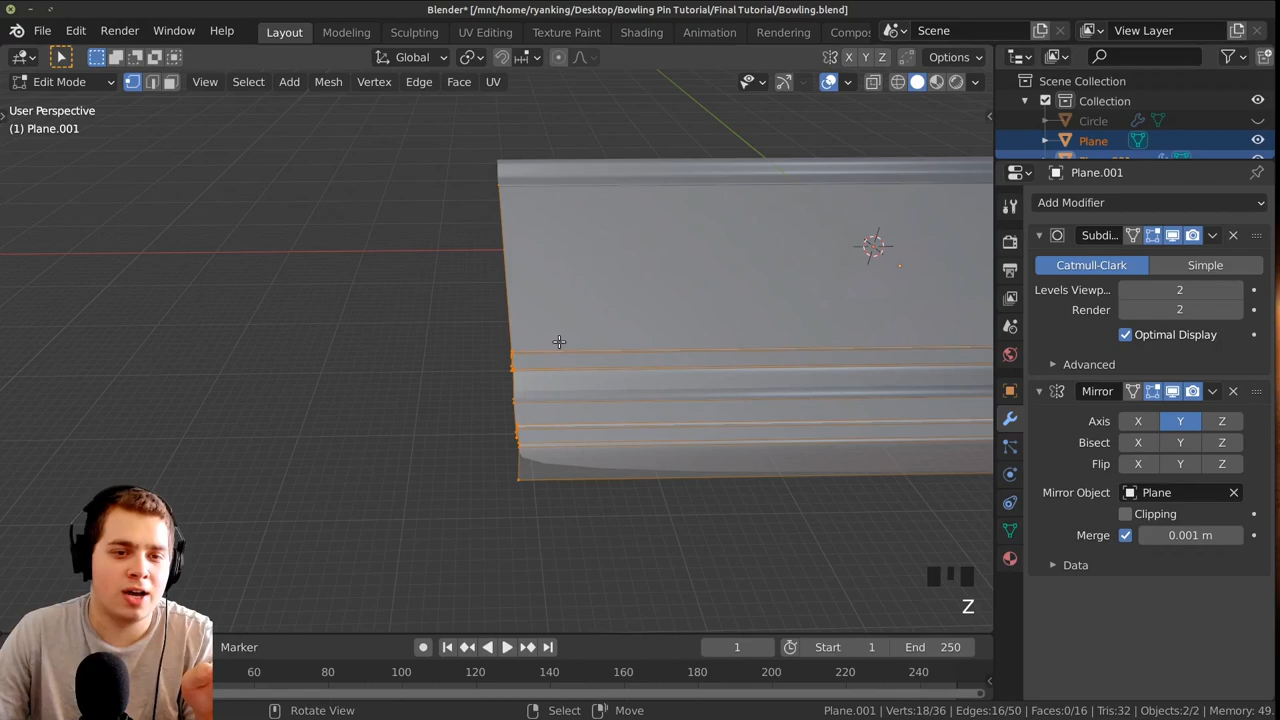 Blender* [/mnt/home/ryanking/Desktop/Bowling Pin Tutorial/Final Tutorial/Bowling.blend]
File Edit Render Window Help Layout Modeling Sculpting UV Editing Texture Paint Shading Animation Rendering Compos Scene View Layer
Global X Y Z Options
Edit Mode View Select Add Mesh Vertex Edge Face UV
User Perspective
(1) Plane.001
Scene Collection
Collection
Circle
Plane
Plane.001
Add Modifier
Subdi...
Catmull-Clark Simple
Levels Viewp... 2
Render 2
Optimal Display
Advanced
Mirror
Axis X Y Z
Bisect X Y Z
Flip X Y Z
Mirror Object Plane
Clipping
Merge 0.001 m
Data
Z
Marker 1 Start 1 End 250
60 80 100 120 140 160 180 200 220 240
Rotate View Select Move Plane.001 | Verts:18/36 | Edges:16/50 | Faces:0/16 | Tris:32 | Objects:2/2 | Memory: 49.